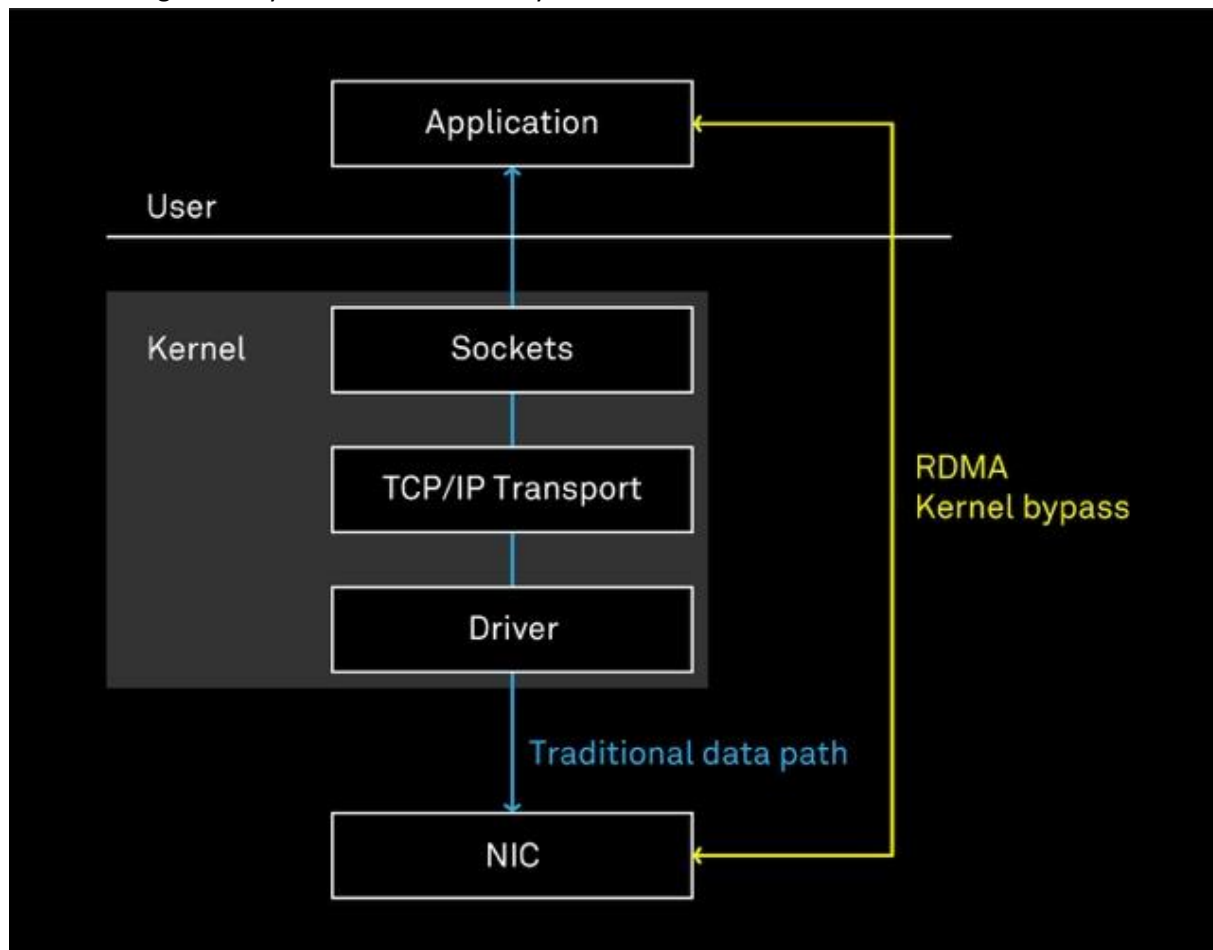 Application
User
Kernel
Sockets
TCP/IP Transport
RDMA
Kernel bypass
Driver
Traditional data path
NIC